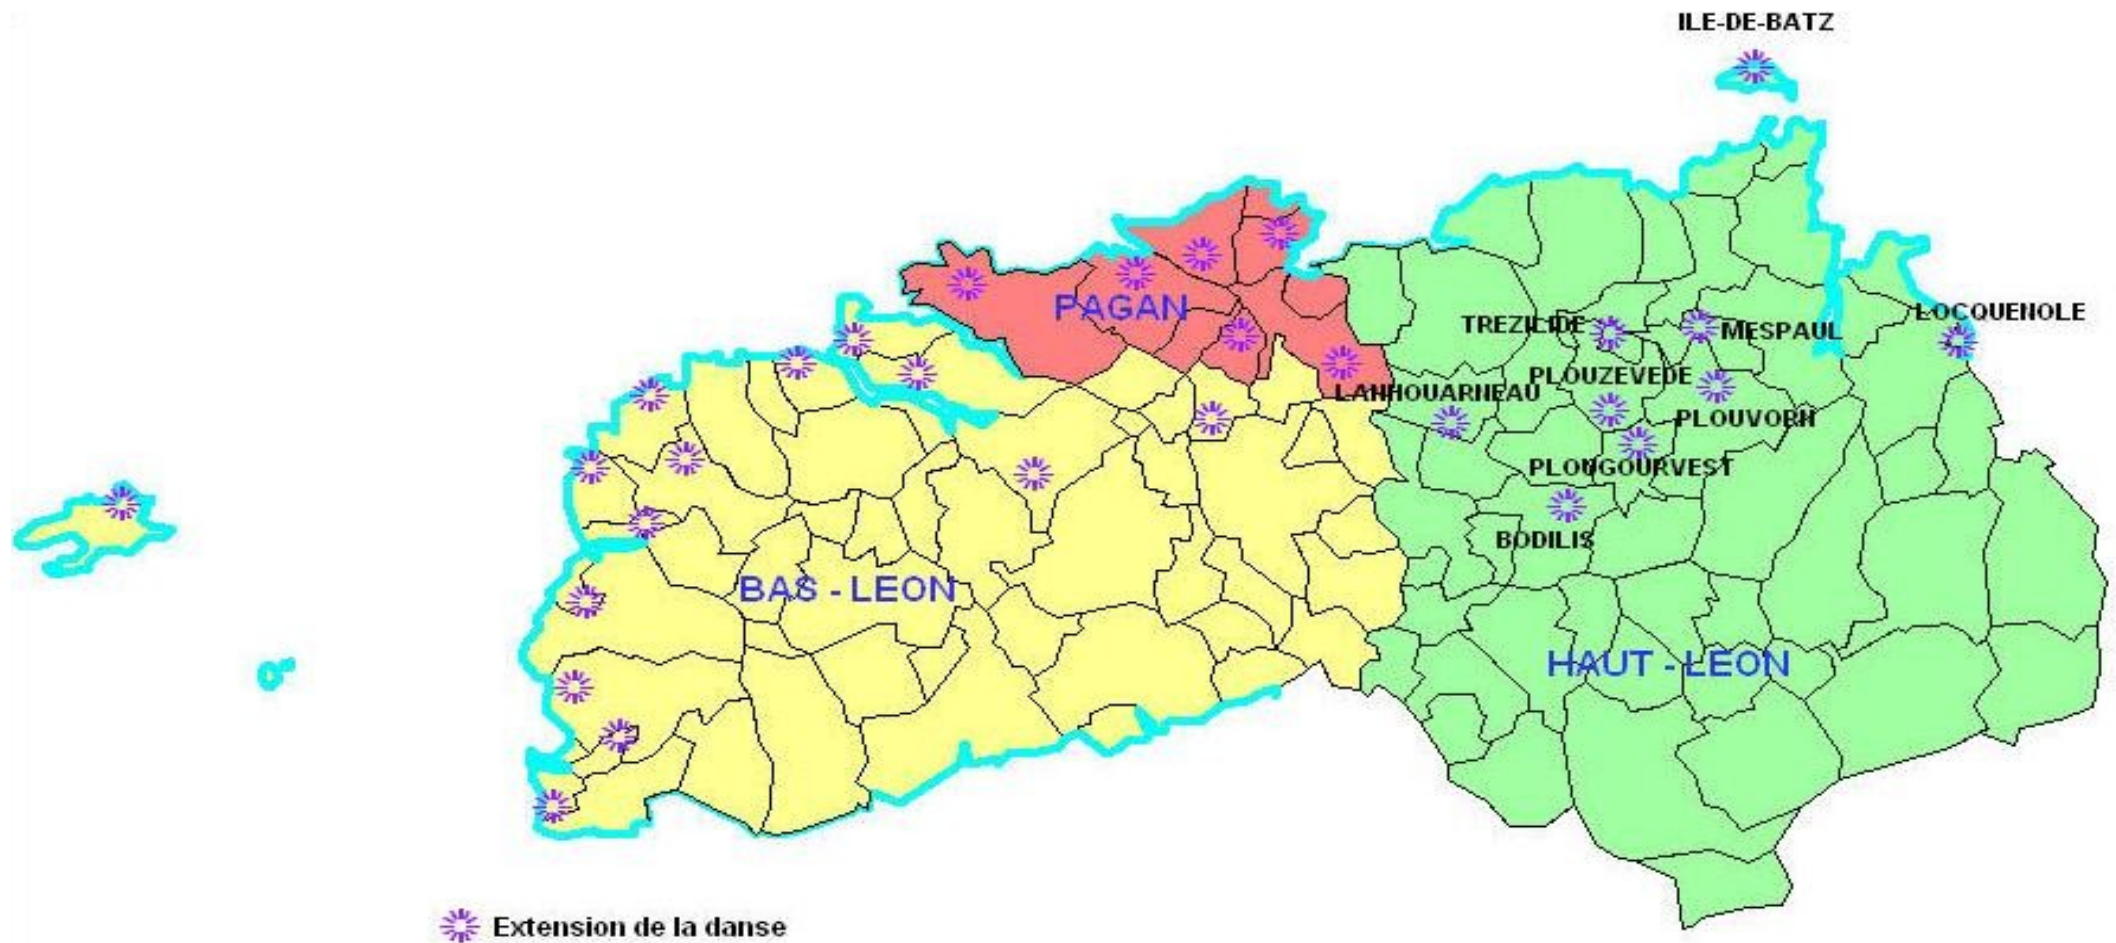 ILE-DE-BATZ
PAGAN
LOCQUENOLE
TREZILIDE
MESPAUL
PLOUZEVEDE
LANHOUARNEAU
PLOUVORN
PLOUGOURVEST
BODILIS
BAS - LEON
HAUT - LEON
Extension de la danse